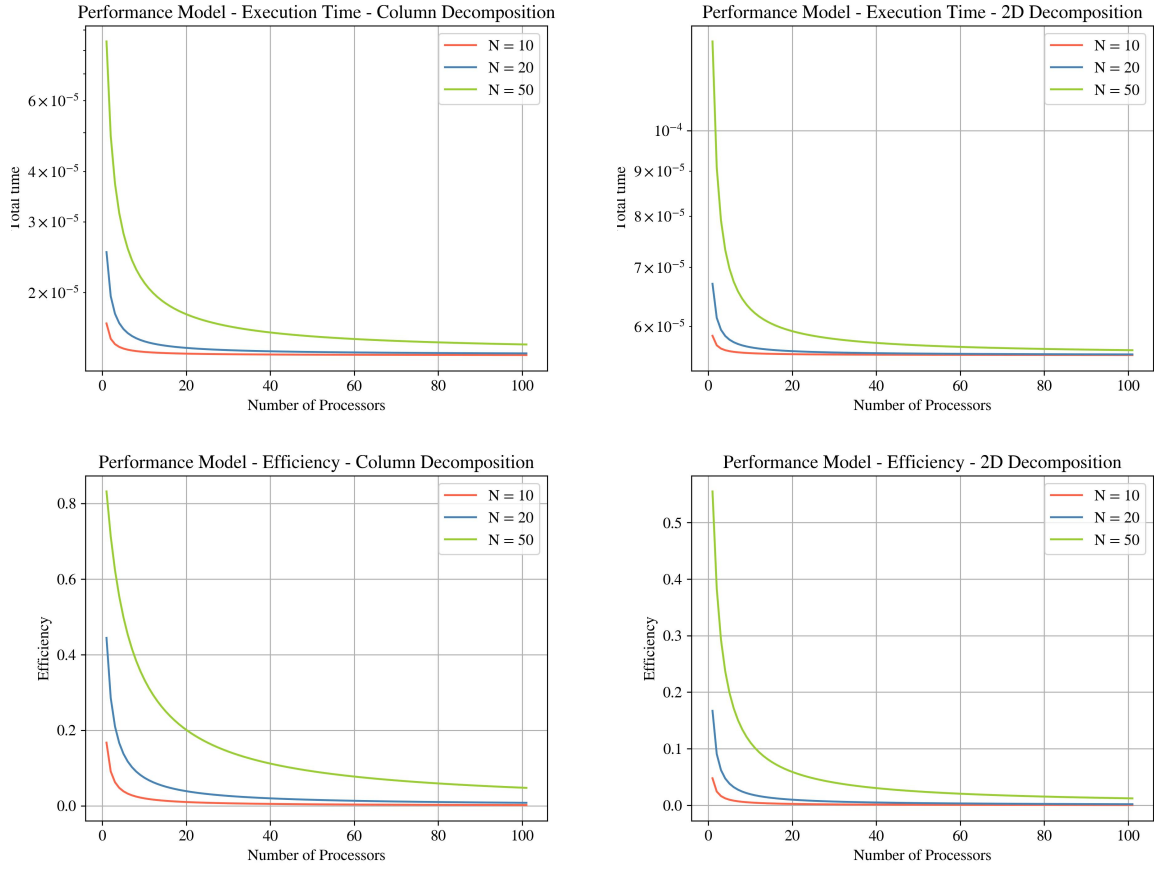 Performance Model - Execution Time - Column Decomposition
N = 10
N = 20
N = 50
6×10⁻⁵
4×10⁻⁵
3×10⁻⁵
2×10⁻⁵
Total time
0 20 40 60 80 100
Number of Processors
Performance Model - Execution Time - 2D Decomposition
N = 10
N = 20
N = 50
10⁻⁴
9×10⁻⁵
8×10⁻⁵
7×10⁻⁵
6×10⁻⁵
Total time
0 20 40 60 80 100
Number of Processors
Performance Model - Efficiency - Column Decomposition
N = 10
N = 20
N = 50
0.8
0.6
0.4
0.2
0.0
Efficiency
0 20 40 60 80 100
Number of Processors
Performance Model - Efficiency - 2D Decomposition
N = 10
N = 20
N = 50
0.5
0.4
0.3
0.2
0.1
0.0
Efficiency
0 20 40 60 80 100
Number of Processors